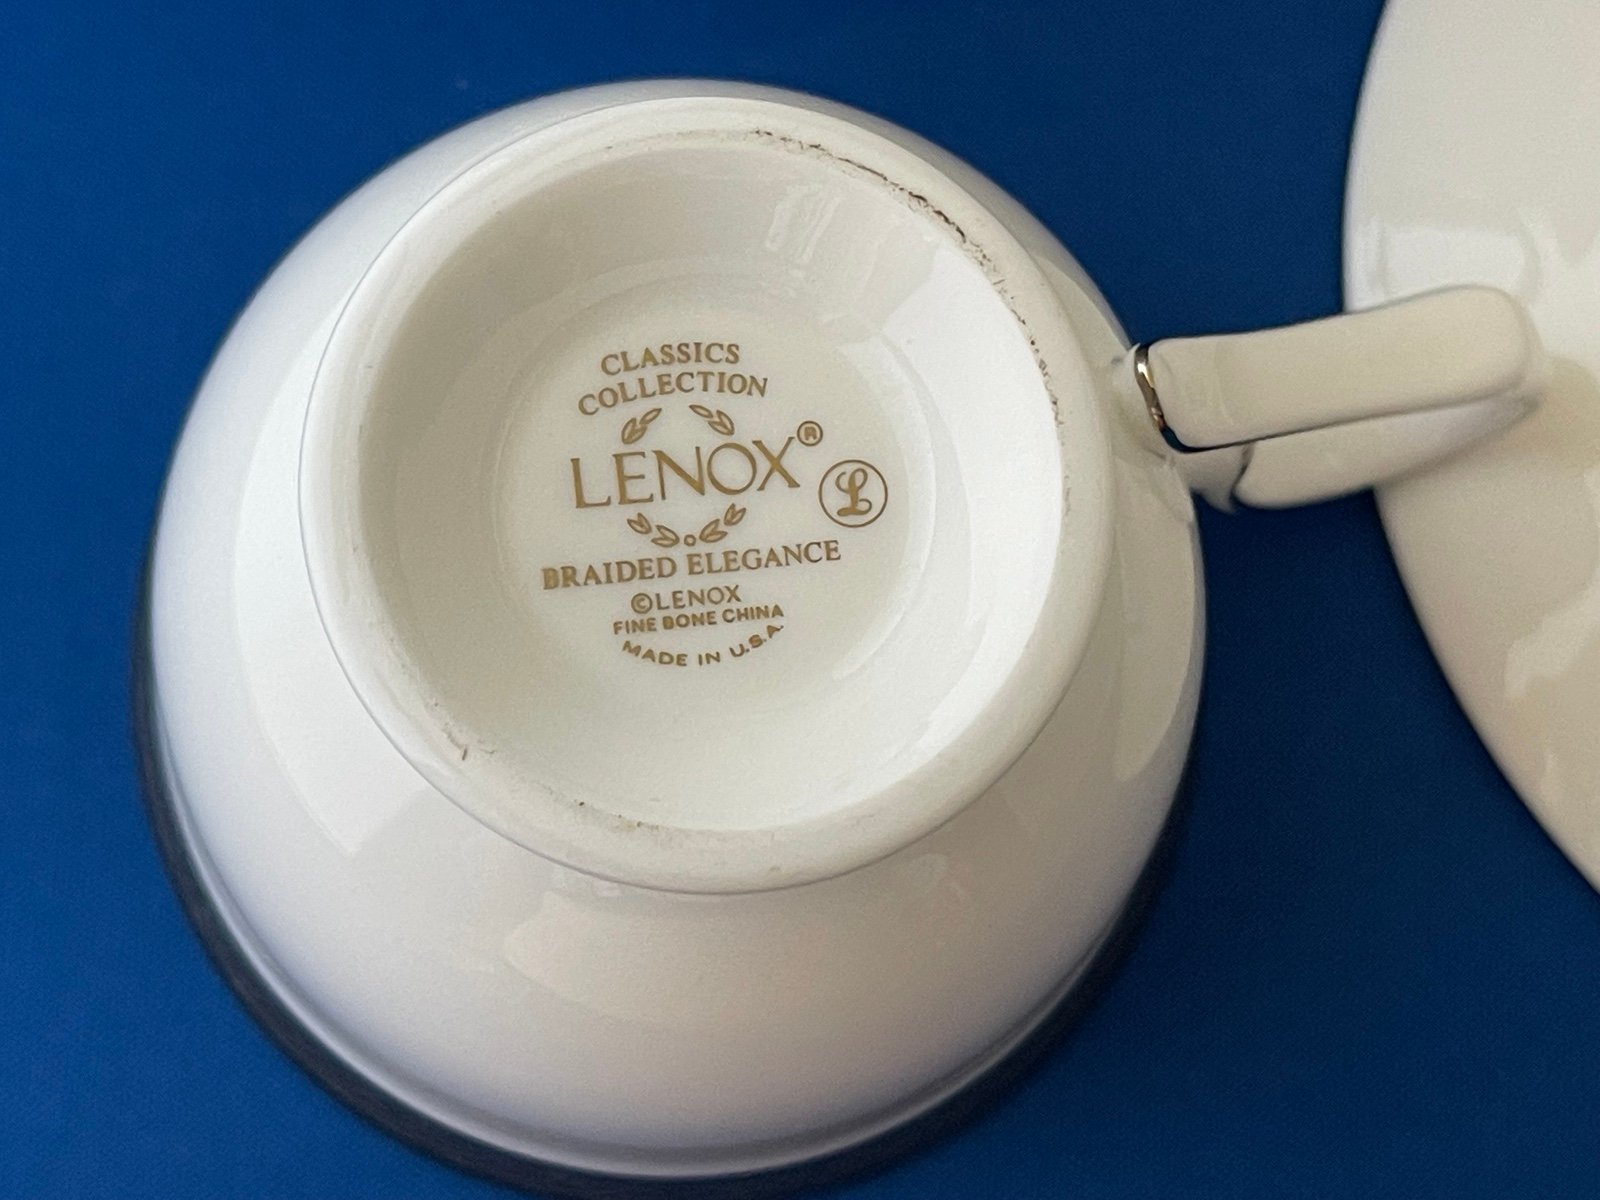 CLASSICS
COLLECTION
LENOX®
L
BRAIDED ELEGANCE
©LENOX
FINE BONE CHINA
MADE IN U.S.A.